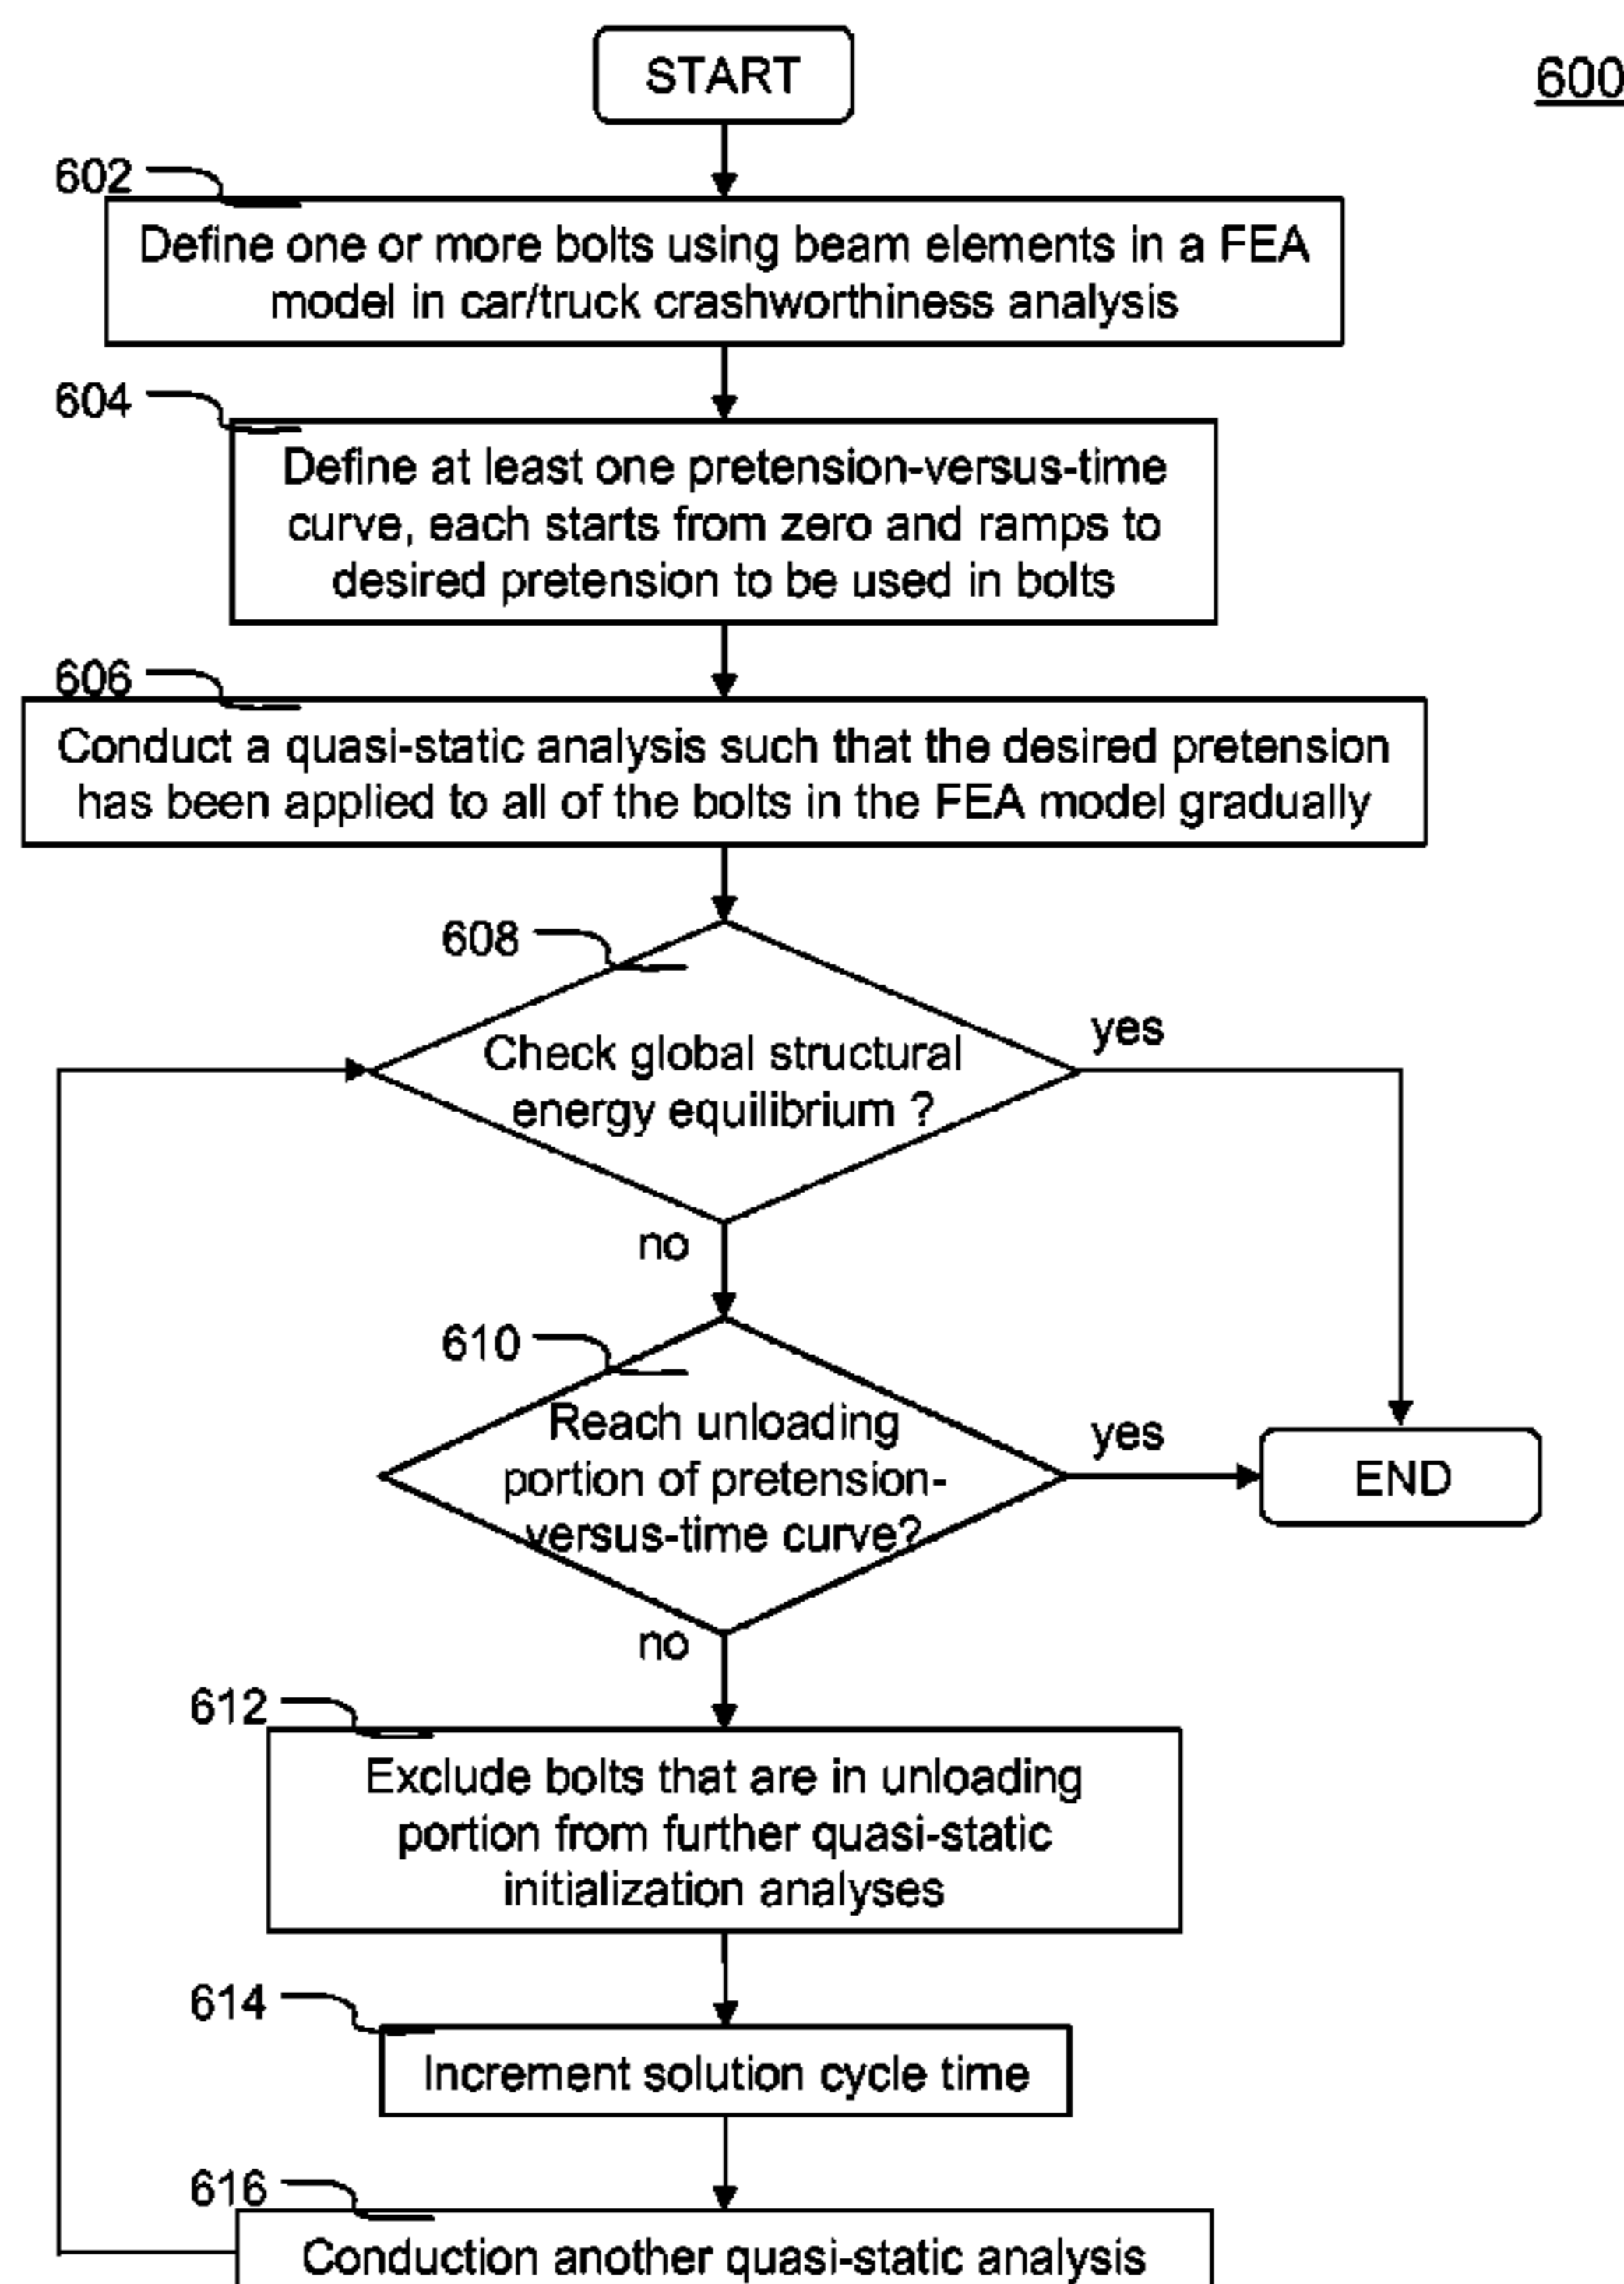 START
600
602
Define one or more bolts using beam elements in a FEA
model in car/truck crashworthiness analysis
604
Define at least one pretension-versus-time
curve, each starts from zero and ramps to
desired pretension to be used in bolts
606
Conduct a quasi-static analysis such that the desired pretension
has been applied to all of the bolts in the FEA model gradually
608
Check global structural
energy equilibrium ?
yes
no
610
Reach unloading
portion of pretension-
versus-time curve?
yes
END
no
612
Exclude bolts that are in unloading
portion from further quasi-static
initialization analyses
614
Increment solution cycle time
616
Conduction another quasi-static analysis